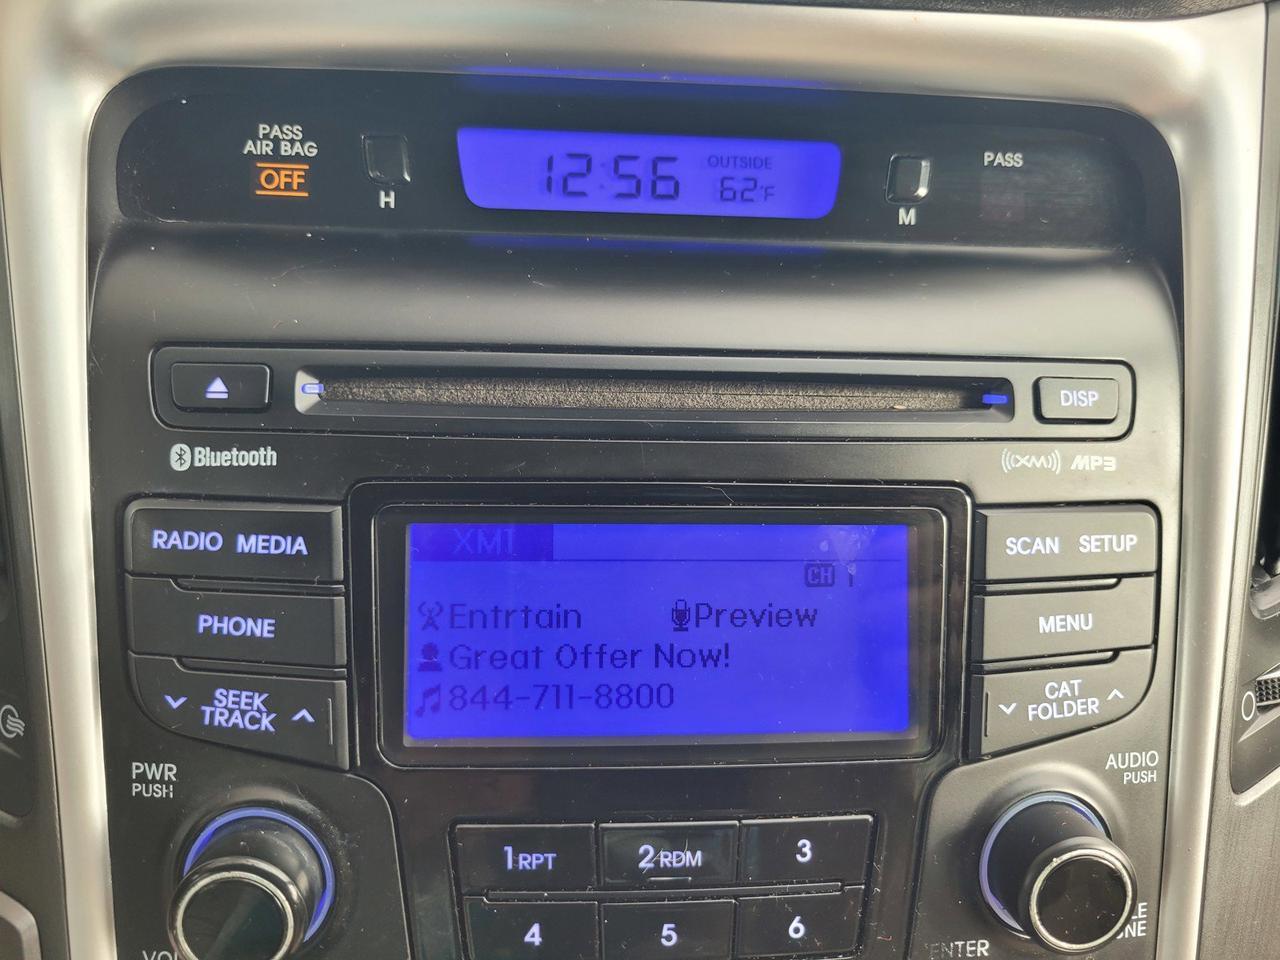 PASS
AIR BAG
OFF
H
12:56
OUTSIDE
62°F
M
PASS
DISP
Bluetooth
((XM)) MP3
RADIO MEDIA
XM1
SCAN SETUP
CH 1
Entrtain Preview
PHONE
MENU
Great Offer Now!
844-711-8800
SEEK
TRACK
CAT
FOLDER
PWR
PUSH
AUDIO
PUSH
1 RPT
2 RDM
3
4
5
6
ENTER